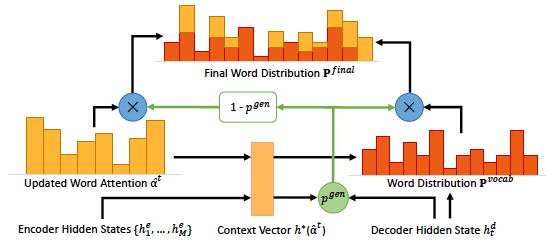 Final Word Distribution P^final
×
1 - p^gen
×
Updated Word Attention α̂^t
p^gen
Word Distribution P^vocab
Encoder Hidden States {h_1^e, ..., h_M^e}
Context Vector h*(α̂^t)
Decoder Hidden State h_t^d